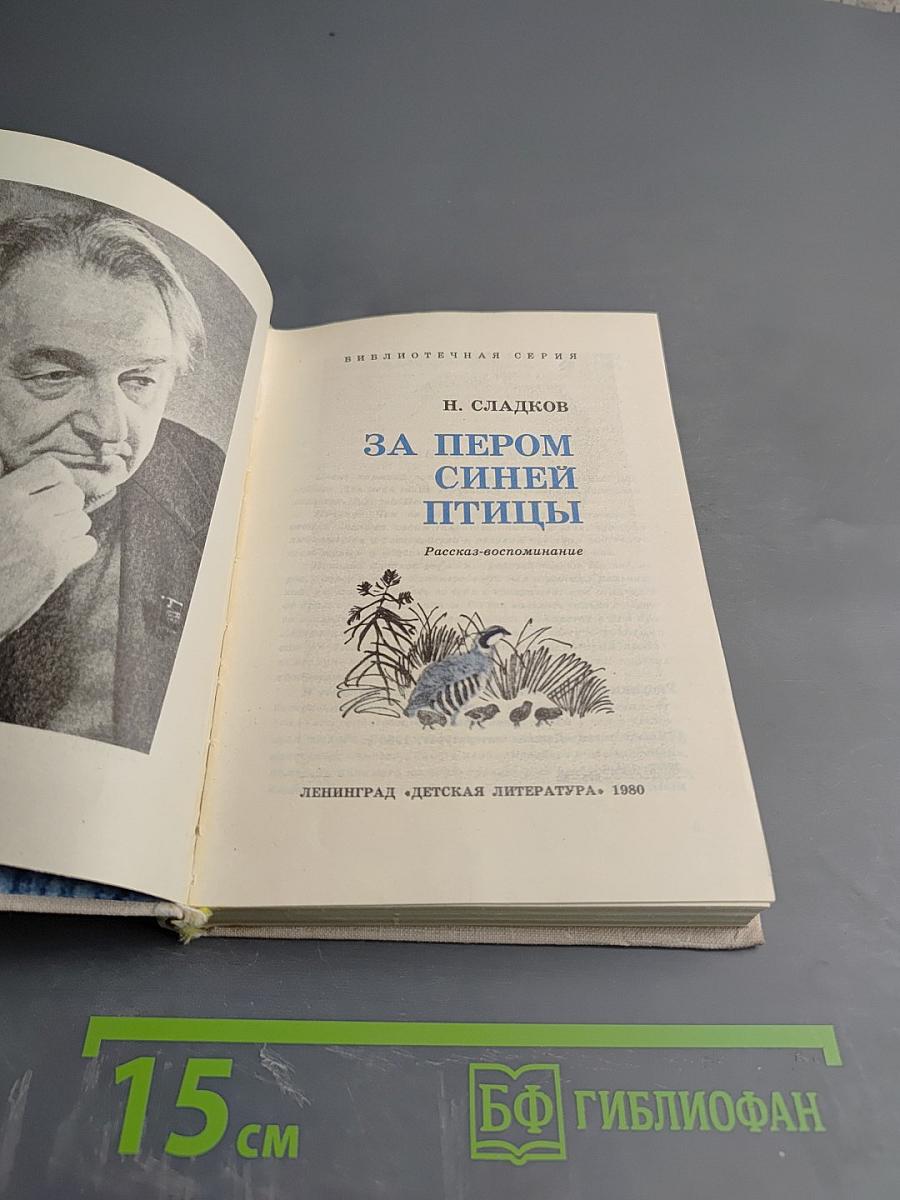 БИБЛИОТЕЧНАЯ СЕРИЯ
Н. СЛАДКОВ
ЗА ПЕРОМ
СИНЕЙ
ПТИЦЫ
Рассказ-воспоминание
ЛЕНИНГРАД «ДЕТСКАЯ ЛИТЕРАТУРА» 1980
15 см
БФ ГИБЛИОФАН